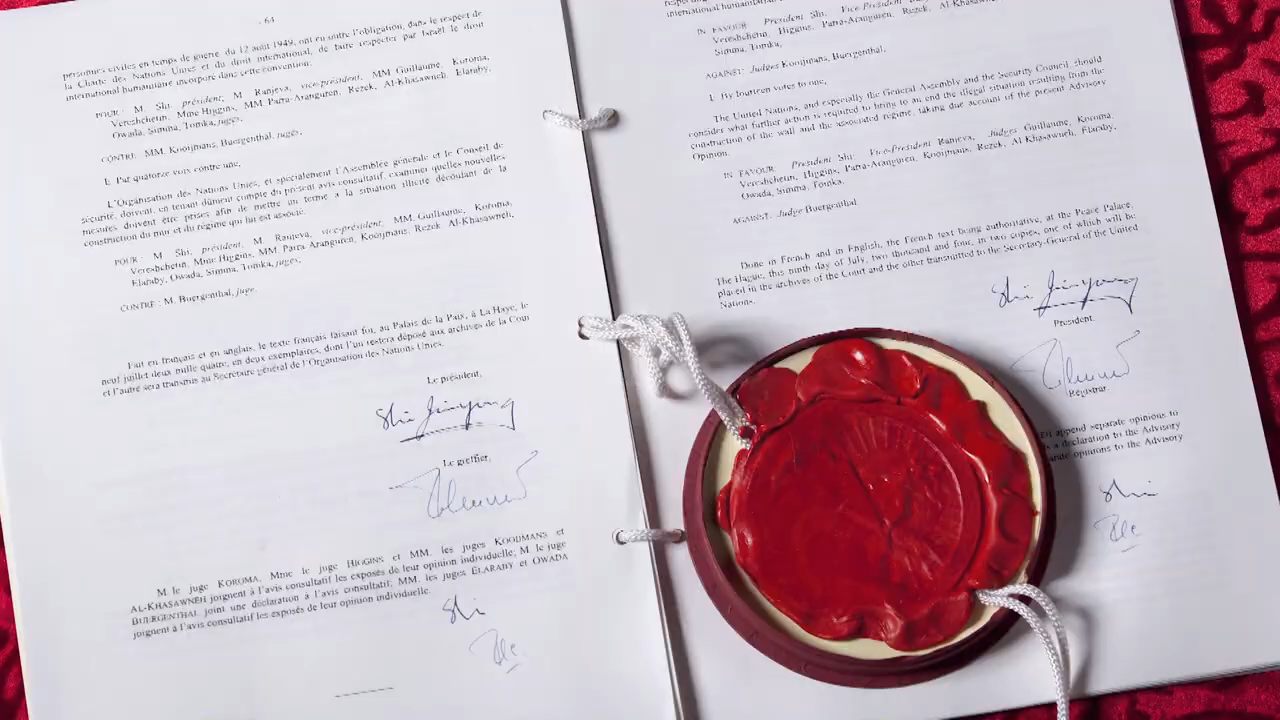 - 64
personnes civiles en temps de guerre, du 12 août 1949, ont en outre l'obligation, dans le respect de
la Charte des Nations Unies et du droit international, de faire respecter par Israël le droit
international humanitaire incorporé dans cette convention.
POUR : M. Shi, président, M. Ranjeva, vice-président, MM. Guillaume, Koroma,
Vereshchetin, Mme Higgins, MM. Parra-Aranguren, Rezek, Al-Khasawneh, Elaraby,
Owada, Simma, Tomka, juges;
CONTRE : MM. Kooijmans, Buergenthal, juges;
E. Par quatorze voix contre une,
L'Organisation des Nations Unies, et spécialement l'Assemblée générale et le Conseil de
sécurité, doivent, en tenant dûment compte du présent avis consultatif, examiner quelles nouvelles
mesures doivent être prises afin de mettre un terme à la situation illicite découlant de la
construction du mur et du régime qui lui est associé.
POUR : M. Shi, président, M. Ranjeva, vice-président, MM. Guillaume, Koroma,
Vereshchetin, Mme Higgins, MM. Parra-Aranguren, Kooijmans, Rezek, Al-Khasawneh,
Elaraby, Owada, Simma, Tomka, juges;
CONTRE : M. Buergenthal, juge.
Fait en français et en anglais, le texte français faisant foi, au Palais de la Paix, à La Haye, le
neuf juillet deux mille quatre, en deux exemplaires, dont l'un restera déposé aux archives de la Cour
et l'autre sera transmis au Secrétaire général de l'Organisation des Nations Unies.
Le président,
Shi Jiuyong
Le greffier,
M. le juge KOROMA, Mme le juge HIGGINS et MM. les juges KOOIJMANS et
AL-KHASAWNEH joignent à l'avis consultatif les exposés de leur opinion individuelle; M. le juge
BUERGENTHAL joint une déclaration à l'avis consultatif; MM. les juges ELARABY et OWADA
joignent à l'avis consultatif les exposés de leur opinion individuelle.
Shi
international humanitarian
IN FAVOUR: President Shi; Vice-President
Vereshchetin, Higgins, Parra-Aranguren, Rezek, Al-Khasawneh
Simma, Tomka;
AGAINST: Judges Kooijmans, Buergenthal;
E. By fourteen votes to one,
The United Nations, and especially the General Assembly and the Security Council, should
consider what further action is required to bring to an end the illegal situation resulting from the
construction of the wall and the associated régime, taking due account of the present Advisory
Opinion.
IN FAVOUR: President Shi; Vice-President Ranjeva; Judges Guillaume, Koroma,
Vereshchetin, Higgins, Parra-Aranguren, Kooijmans, Rezek, Al-Khasawneh, Elaraby,
Owada, Simma, Tomka;
AGAINST: Judge Buergenthal.
Done in French and in English, the French text being authoritative, at the Peace Palace,
The Hague, this ninth day of July, two thousand and four, in two copies, one of which will be
placed in the archives of the Court and the other transmitted to the Secretary-General of the United
Nations.
Shi Jiuyong
President.
Registrar.
append separate opinions to
a declaration to the Advisory
separate opinions to the Advisory
Shi